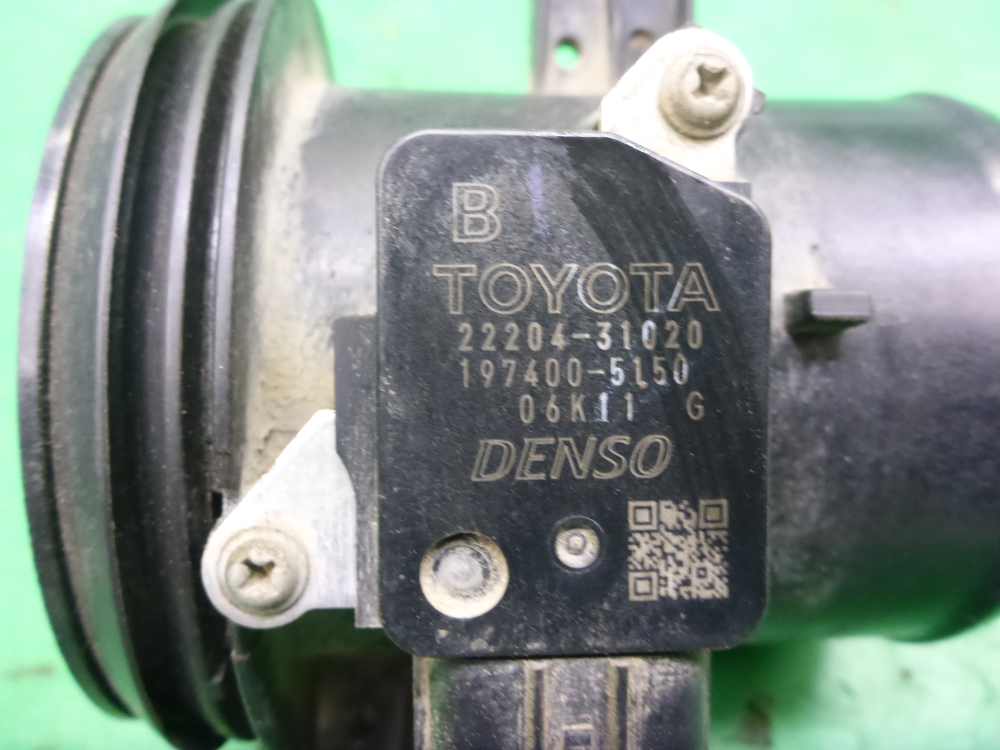 B
TOYOTA
22204-31020
197400-5150
06K11 G
DENSO